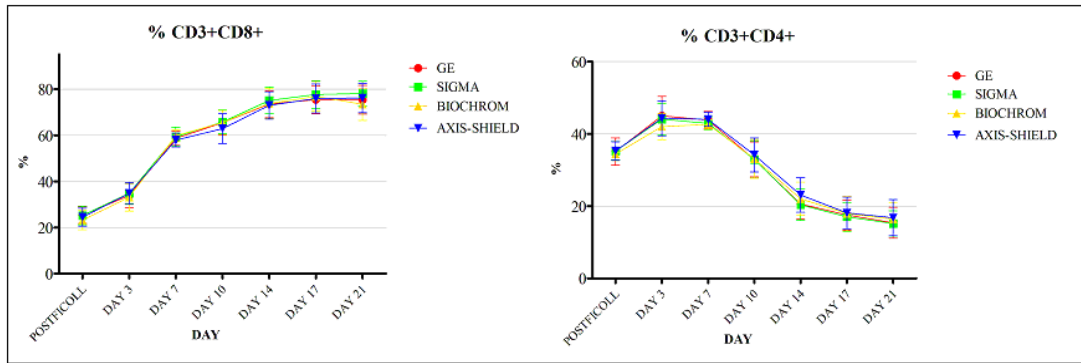 % CD3+CD8+
80
60
40
20
0
%
POSTFICOLL
DAY 3
DAY 7
DAY 10
DAY 14
DAY 17
DAY 21
DAY
GE
SIGMA
BIOCHROM
AXIS-SHIELD
% CD3+CD4+
60
40
20
0
%
POSTFICOLL
DAY 3
DAY 7
DAY 10
DAY 14
DAY 17
DAY 21
DAY
GE
SIGMA
BIOCHROM
AXIS-SHIELD